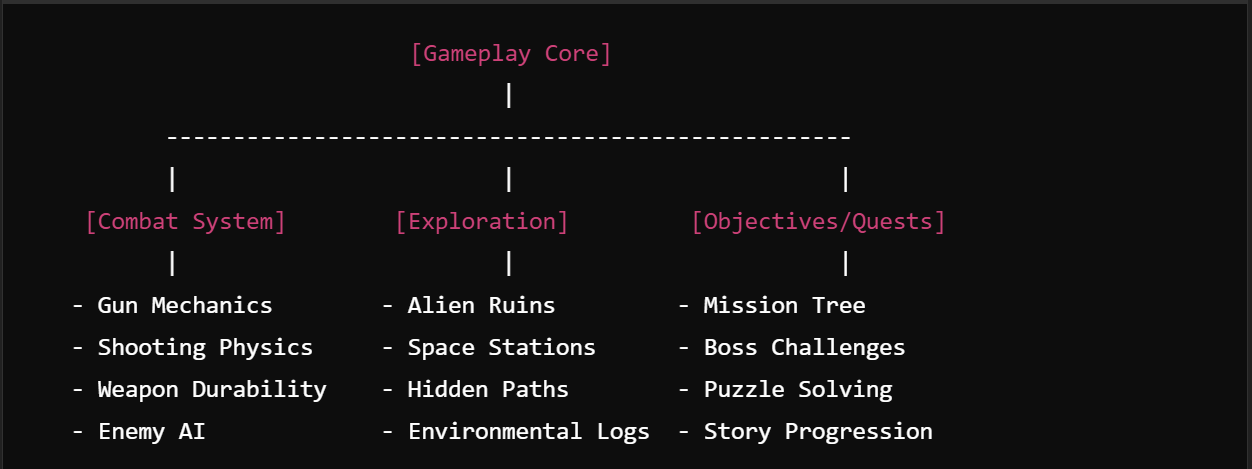 [Gameplay Core]
|
---------------------------------------------------
| | |
[Combat System] [Exploration] [Objectives/Quests]
| | |
- Gun Mechanics - Alien Ruins - Mission Tree
- Shooting Physics - Space Stations - Boss Challenges
- Weapon Durability - Hidden Paths - Puzzle Solving
- Enemy AI - Environmental Logs - Story Progression